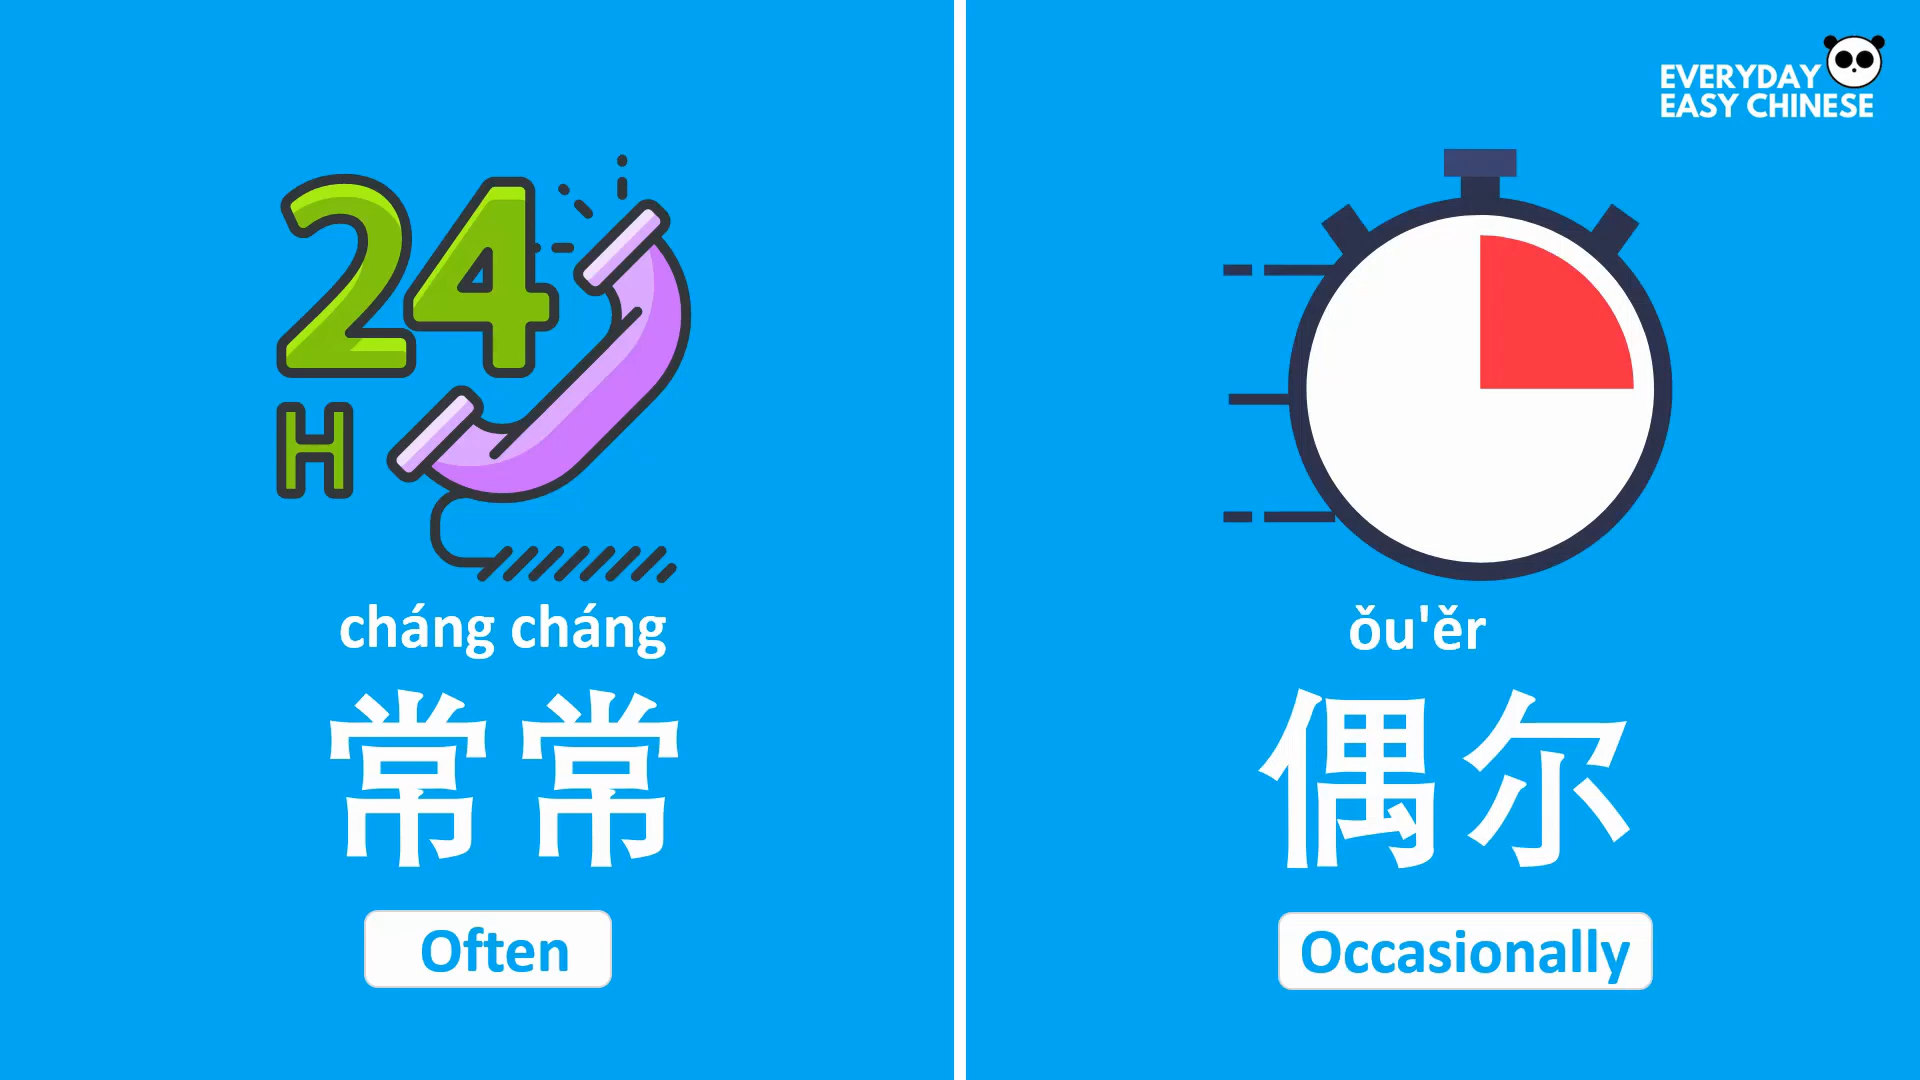 24
H
cháng cháng
常常
Often
EVERYDAY
EASY CHINESE
ǒu'ěr
偶尔
Occasionally